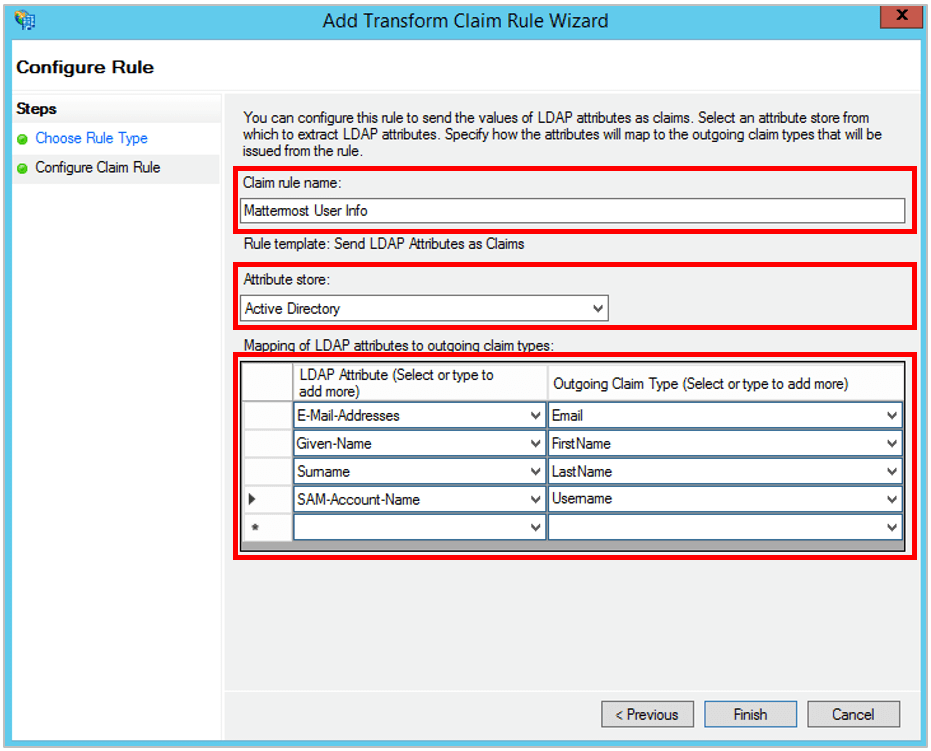 Add Transform Claim Rule Wizard
x
Configure Rule
Steps
Choose Rule Type
Configure Claim Rule
You can configure this rule to send the values of LDAP attributes as claims. Select an attribute store from
which to extract LDAP attributes. Specify how the attributes will map to the outgoing claim types that will be
issued from the rule.
Claim rule name:
Mattermost User Info
Rule template: Send LDAP Attributes as Claims
Attribute store:
Active Directory
Mapping of LDAP attributes to outgoing claim types:
LDAP Attribute (Select or type to
add more)
Outgoing Claim Type (Select or type to add more)
E-Mail-Addresses Email
Given-Name FirstName
Surname LastName
SAM-Account-Name Username
*
< Previous Finish Cancel